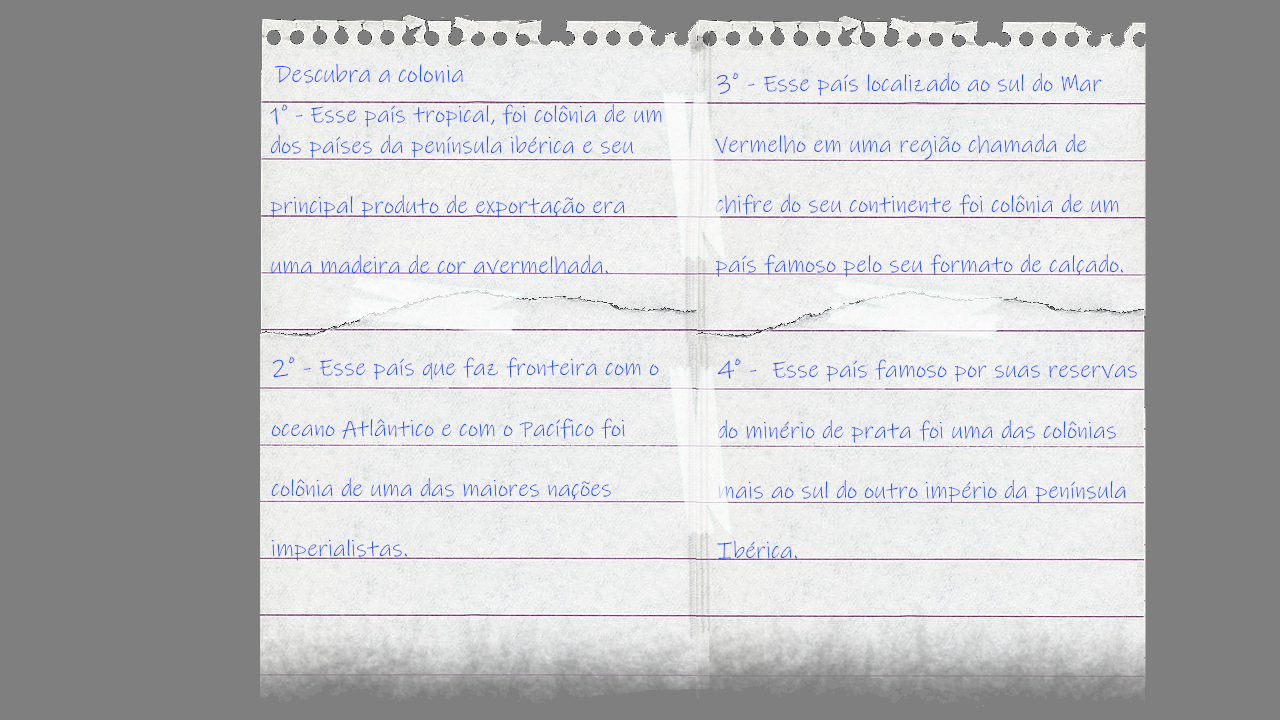 Descubra a colonia
1° - Esse país tropical, foi colônia de um
dos países da península ibérica e seu
principal produto de exportação era
uma madeira de cor avermelhada.
2° - Esse país que faz fronteira com o
oceano Atlântico e com o Pacífico foi
colônia de uma das maiores nações
imperialistas.
3° - Esse país localizado ao sul do Mar
Vermelho em uma região chamada de
chifre do seu continente foi colônia de um
país famoso pelo seu formato de calçado.
4° - Esse país famoso por suas reservas
do minério de prata foi uma das colônias
mais ao sul do outro império da península
Ibérica.